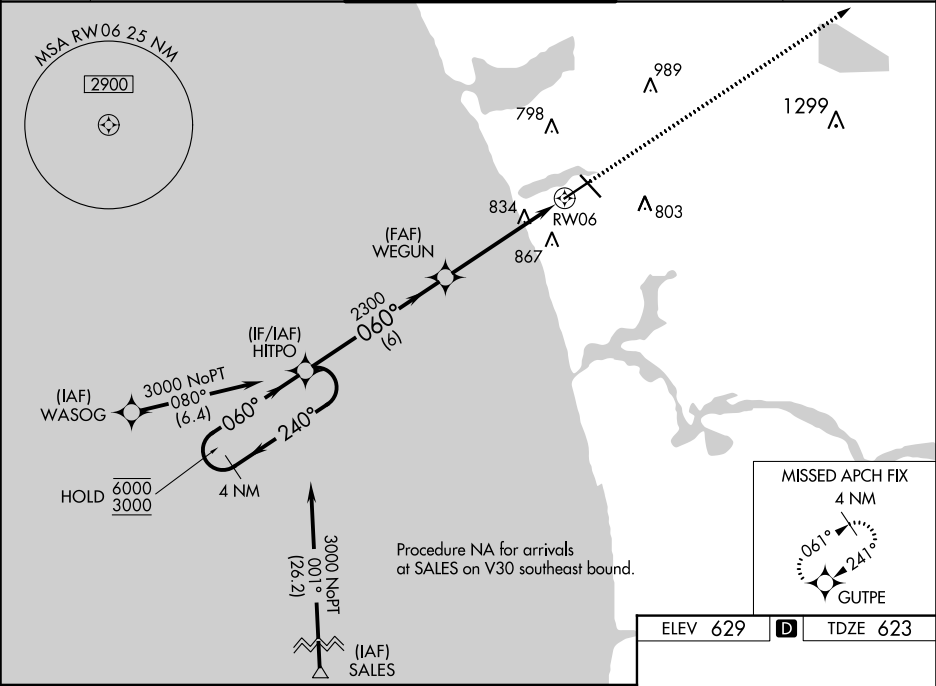 MSA RW06 25 NM
2900
989
798
1299
834
RW06
803
867
(FAF)
WEGUN
2300
060°
(6)
(IF/IAF)
HITPO
3000 NoPT
080°
(6.4)
(IAF)
WASOG
060°
240°
HOLD 6000
3000
4 NM
3000 NoPT
001°
(26.2)
Procedure NA for arrivals
at SALES on V30 southeast bound.
(IAF)
SALES
MISSED APCH FIX
4 NM
061°
241°
GUTPE
ELEV 629 D TDZE 623